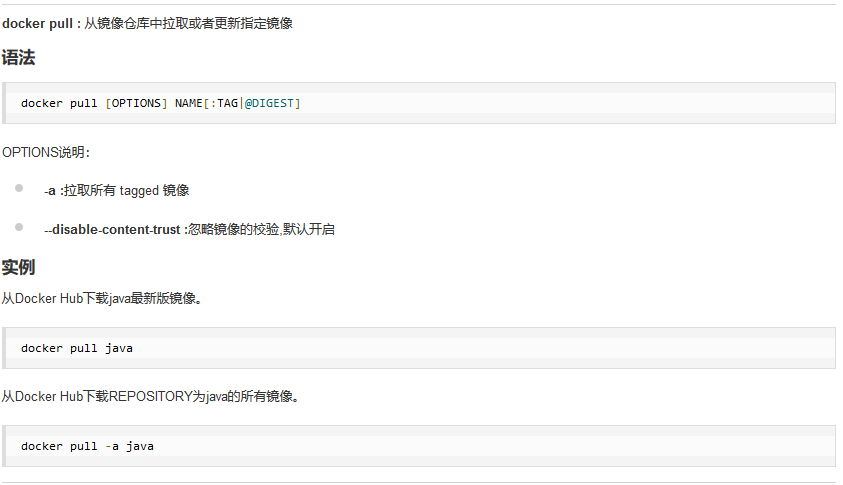 docker pull : 从镜像仓库中拉取或者更新指定镜像
语法
docker pull [OPTIONS] NAME[:TAG|@DIGEST]
OPTIONS说明：
-a :拉取所有 tagged 镜像
--disable-content-trust :忽略镜像的校验,默认开启
实例
从Docker Hub下载java最新版镜像。
docker pull java
从Docker Hub下载REPOSITORY为java的所有镜像。
docker pull -a java